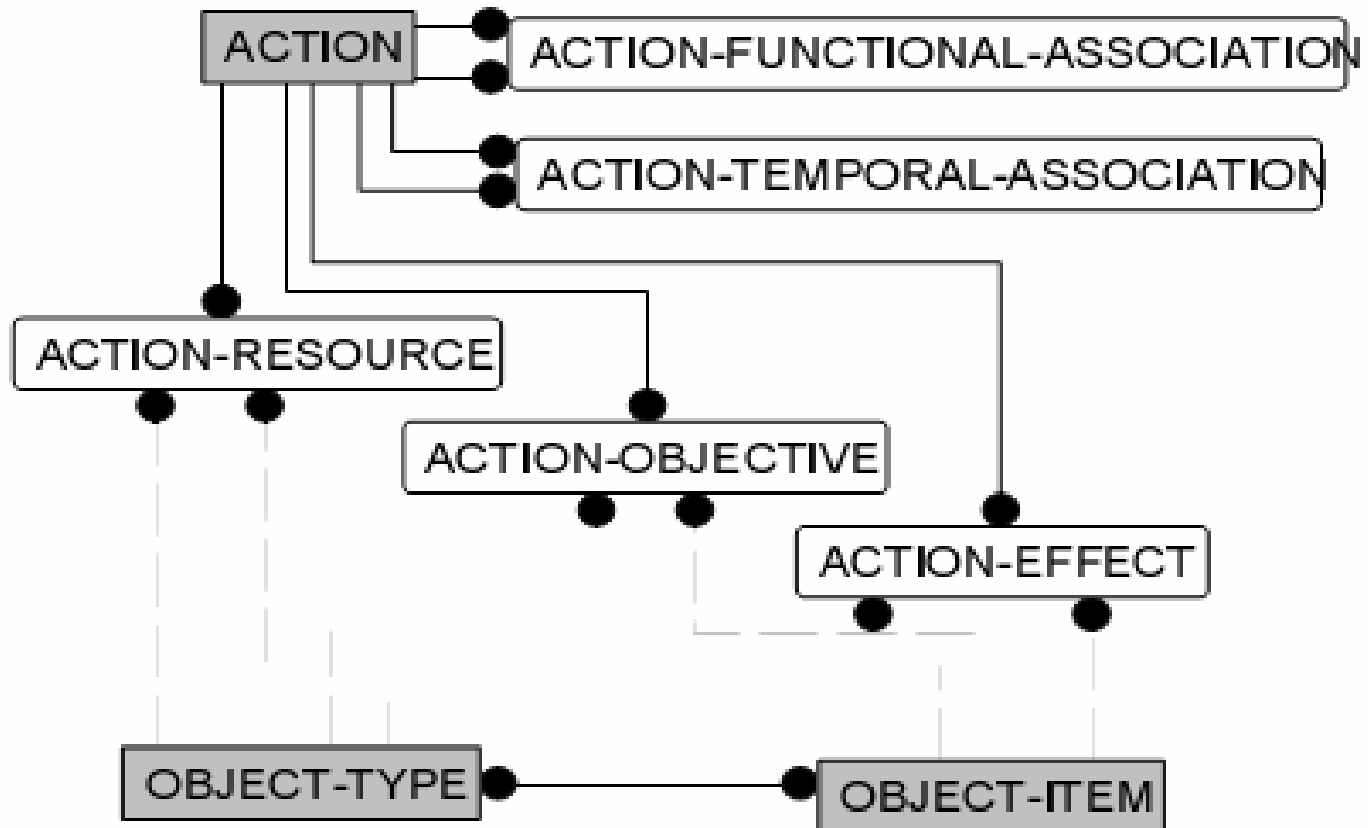 ACTION
ACTION-FUNCTIONAL-ASSOCIATION
ACTION-TEMPORAL-ASSOCIATION
ACTION-RESOURCE
ACTION-OBJECTIVE
ACTION-EFFECT
OBJECT-TYPE
OBJECT-ITEM